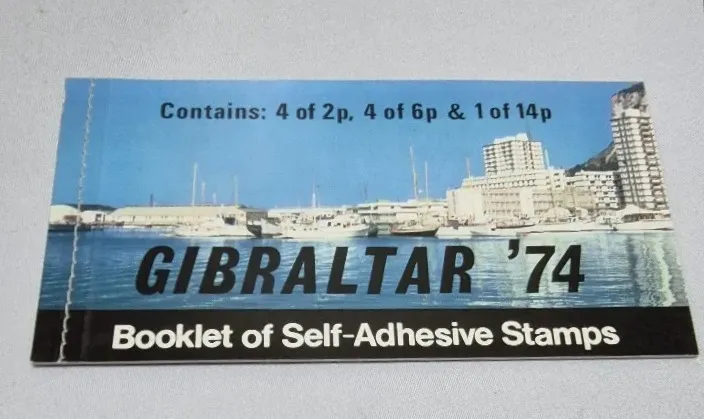 Contains: 4 of 2p, 4 of 6p & 1 of 14p
GIBRALTAR '74
Booklet of Self-Adhesive Stamps